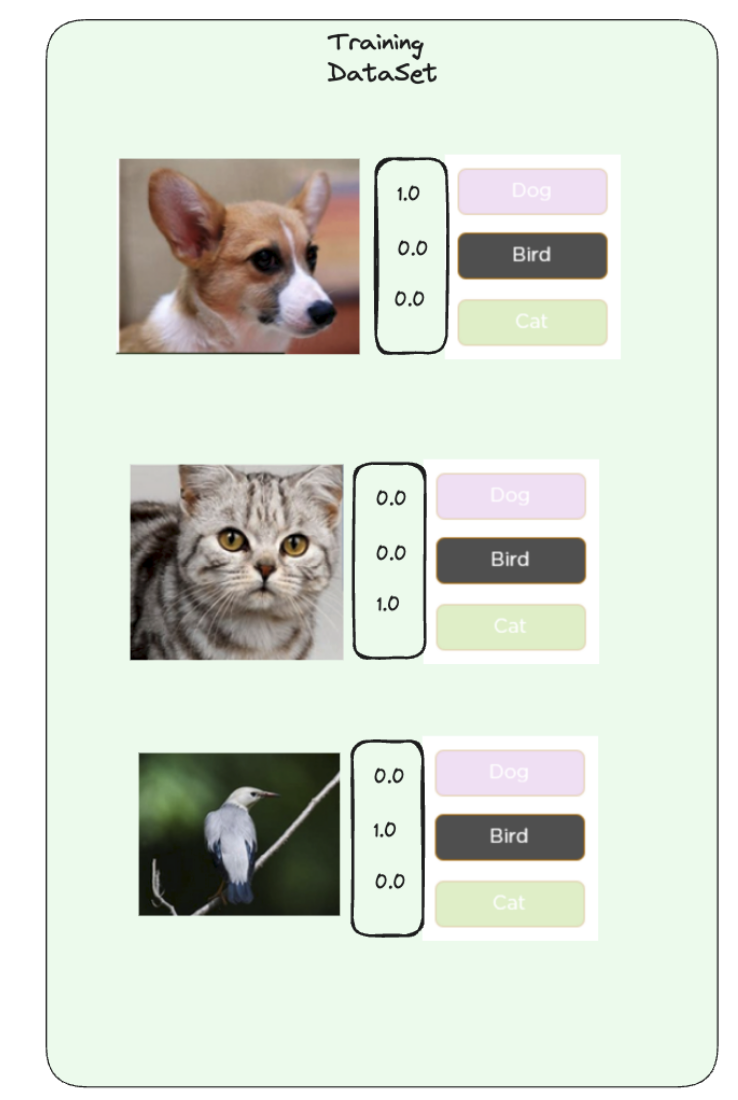 Training
DataSet
1.0 Dog
0.0 Bird
0.0 Cat
0.0 Dog
0.0 Bird
1.0 Cat
0.0 Dog
1.0 Bird
0.0 Cat